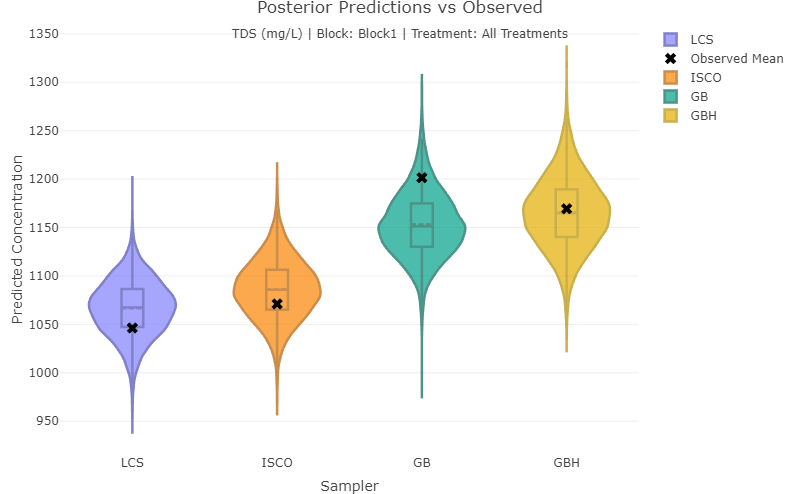 Posterior Predictions vs Observed
TDS (mg/L) | Block: Block1 | Treatment: All Treatments
1350
1300
1250
1200
1150
1100
1050
1000
950
Predicted Concentration
LCS
ISCO
GB
GBH
Sampler
LCS
Observed Mean
ISCO
GB
GBH